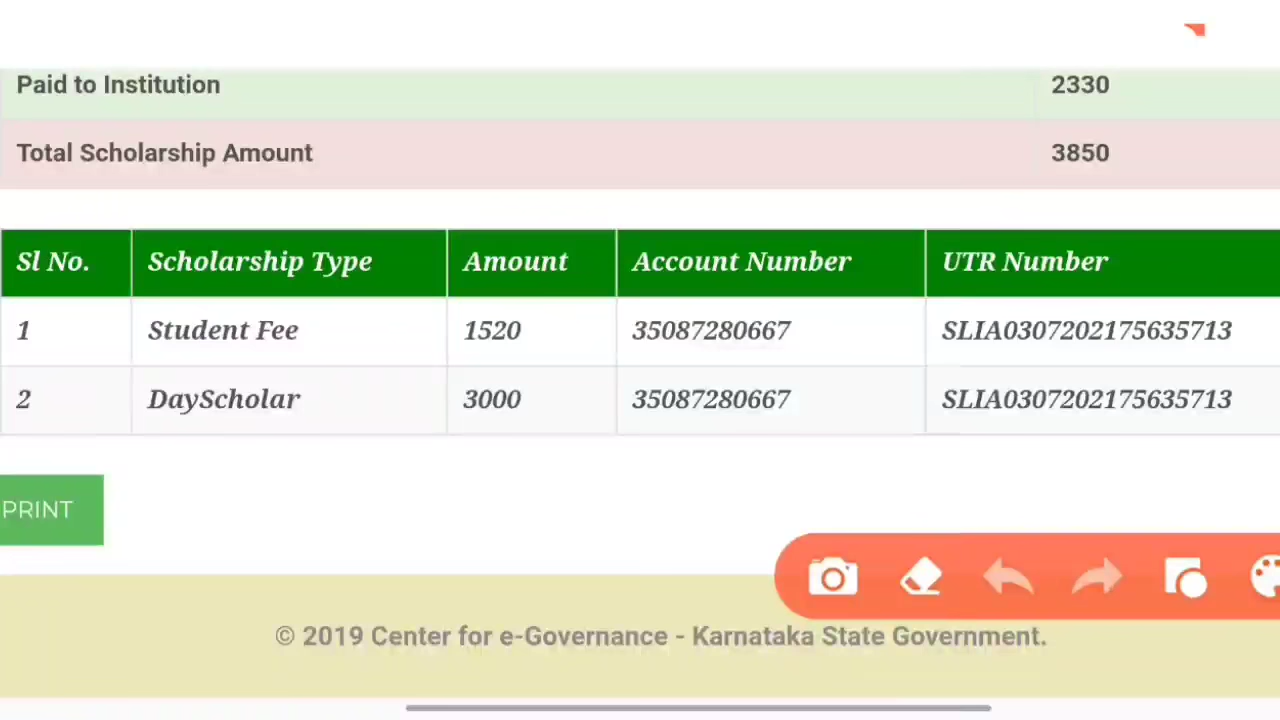 Paid to Institution 2330
Total Scholarship Amount 3850
Sl No. Scholarship Type Amount Account Number UTR Number
1 Student Fee 1520 35087280667 SLIA0307202175635713
2 DayScholar 3000 35087280667 SLIA0307202175635713
PRINT
© 2019 Center for e-Governance - Karnataka State Government.